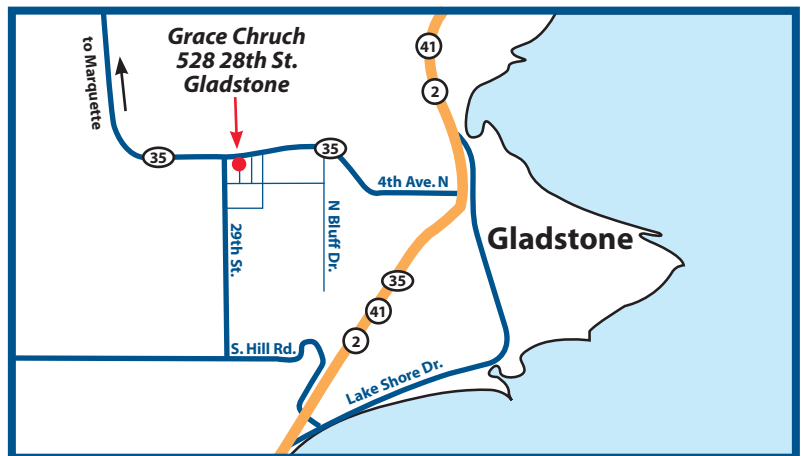 to Marquette
Grace Chruch
528 28th St.
Gladstone
41
2
35
35
4th Ave. N
29th St.
N Bluff Dr.
Gladstone
35
41
2
S. Hill Rd.
Lake Shore Dr.